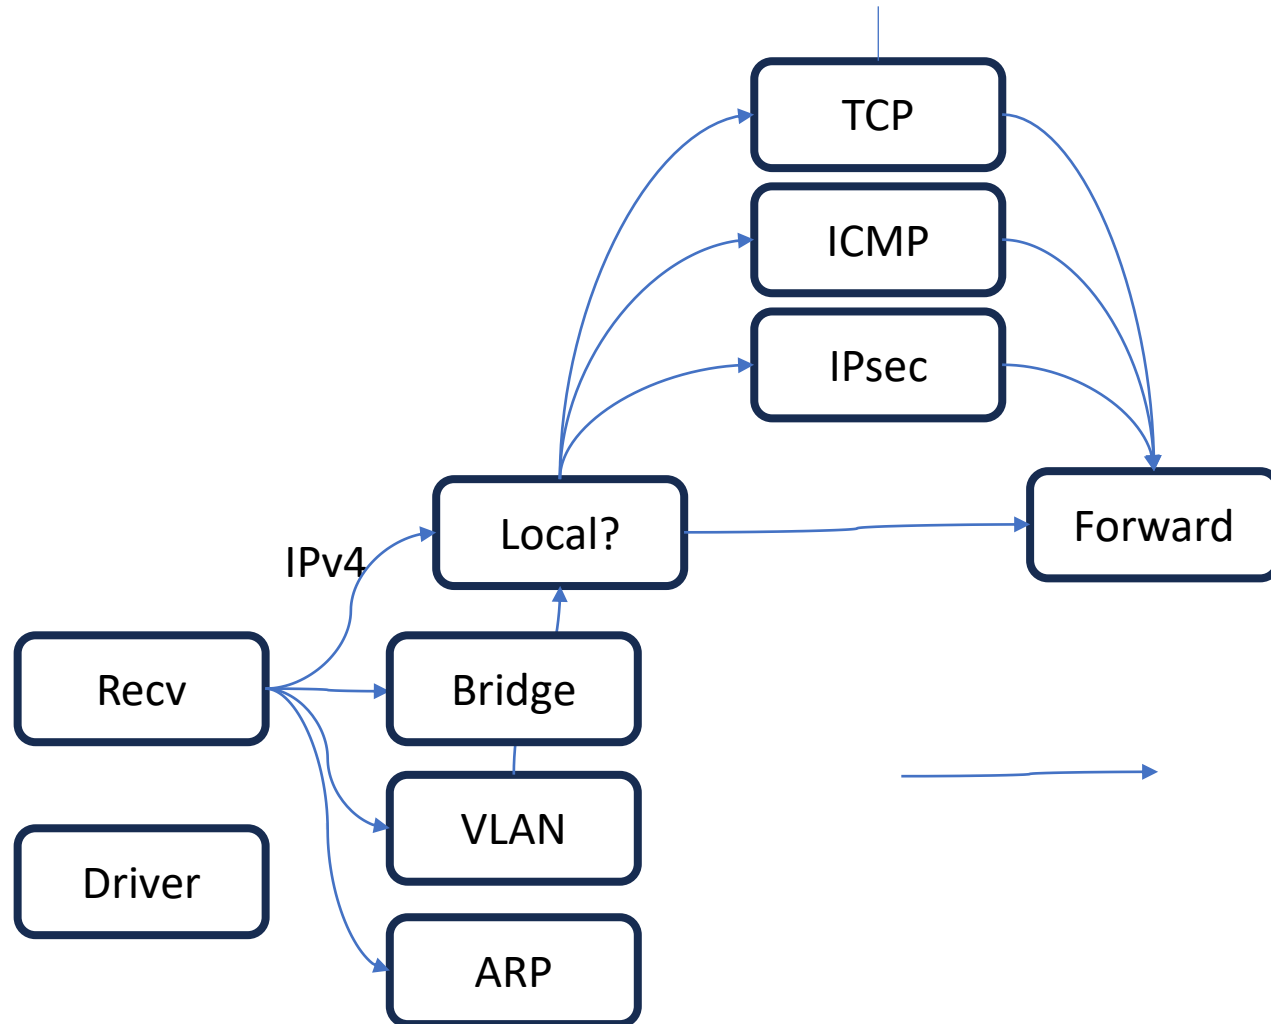 TCP
ICMP
IPsec
Local?
Forward
IPv4
Recv
Bridge
VLAN
Driver
ARP